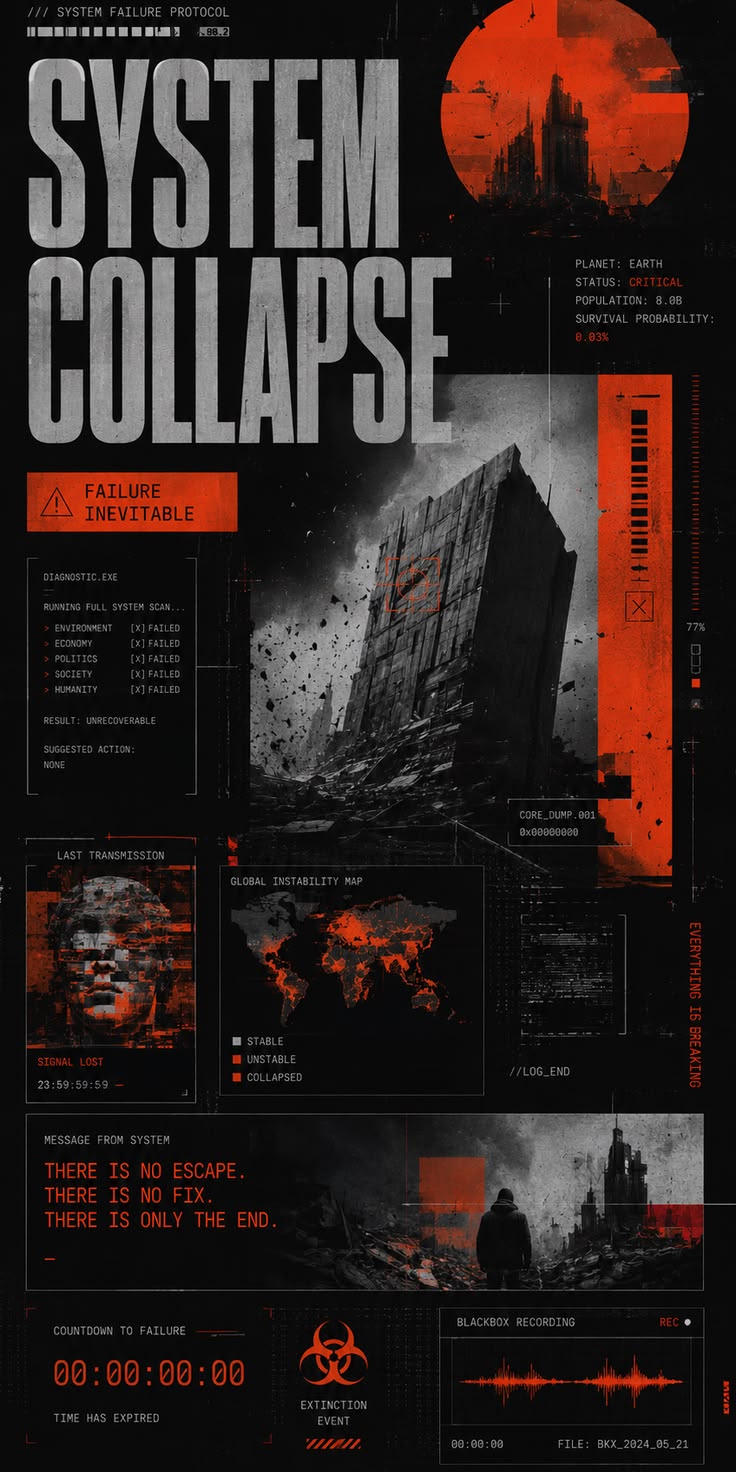 /// SYSTEM FAILURE PROTOCOL
SYSTEM
COLLAPSE
PLANET: EARTH
STATUS: CRITICAL
POPULATION: 8.0B
SURVIVAL PROBABILITY:
0.03%
FAILURE
INEVITABLE
DIAGNOSTIC.EXE
RUNNING FULL SYSTEM SCAN...
> ENVIRONMENT [X] FAILED
> ECONOMY [X] FAILED
> POLITICS [X] FAILED
> SOCIETY [X] FAILED
> HUMANITY [X] FAILED
RESULT: UNRECOVERABLE
SUGGESTED ACTION:
NONE
77%
CORE_DUMP.001
0x00000000
LAST TRANSMISSION
SIGNAL LOST
23:59:59:59 —
GLOBAL INSTABILITY MAP
STABLE
UNSTABLE
COLLAPSED
//LOG_END
EVERYTHING IS BREAKING
MESSAGE FROM SYSTEM
THERE IS NO ESCAPE.
THERE IS NO FIX.
THERE IS ONLY THE END.
_
COUNTDOWN TO FAILURE
00:00:00:00
TIME HAS EXPIRED
EXTINCTION
EVENT
BLACKBOX RECORDING
REC
00:00:00
FILE: BKX_2024_05_21